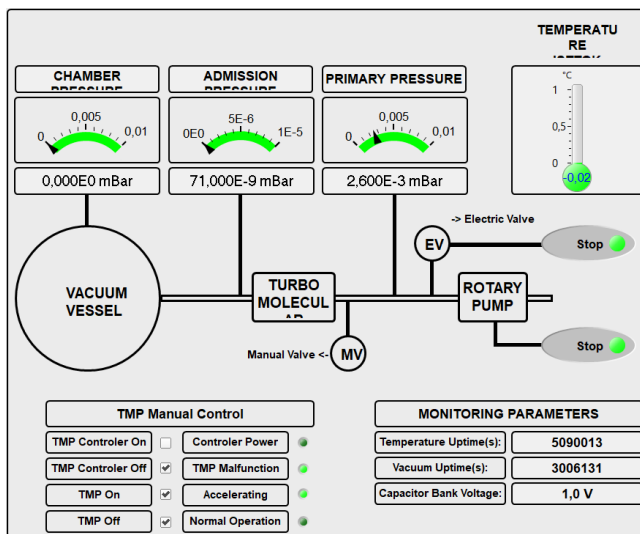 TEMPERATU
RE
CHAMBER
ADMISSION
PRIMARY PRESSURE
°C
1
0,5
0
-0,02
0
0,005
0,01
0E0
5E-6
1E-5
0
0,005
0,01
0,000E0 mBar
71,000E-9 mBar
2,600E-3 mBar
-> Electric Valve
EV
Stop
VACUUM
VESSEL
TURBO
MOLECUL
ROTARY
PUMP
Manual Valve <-
MV
Stop
TMP Manual Control
TMP Controler On
Controler Power
TMP Controler Off
TMP Malfunction
TMP On
Accelerating
TMP Off
Normal Operation
MONITORING PARAMETERS
Temperature Uptime(s):
5090013
Vacuum Uptime(s):
3006131
Capacitor Bank Voltage:
1,0 V